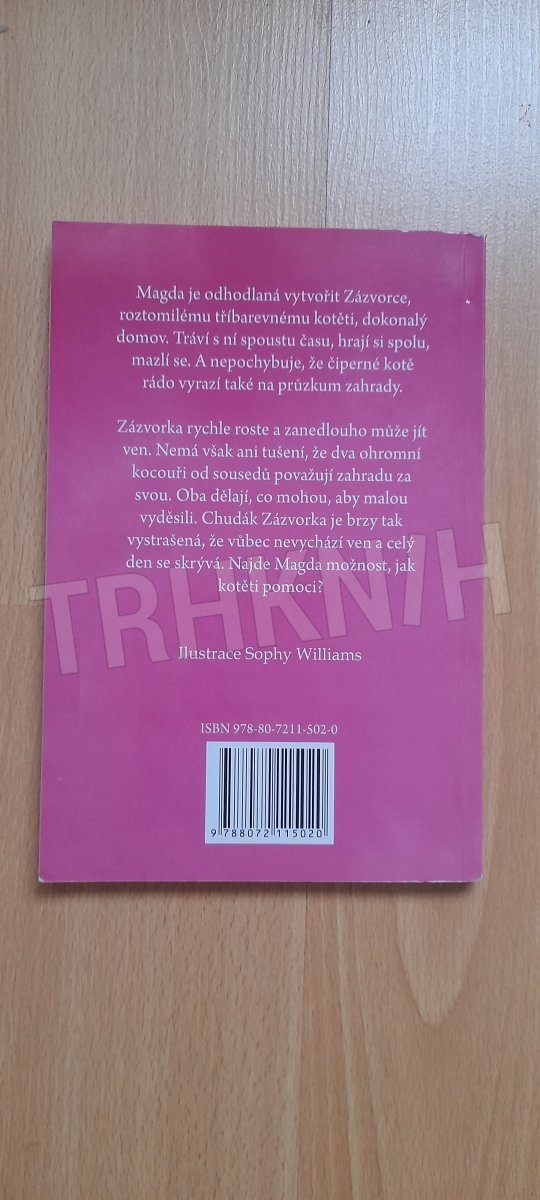 Magda je odhodlaná vytvořit Zázvorce,
roztomilému tříbarevnému kotěti, dokonalý
domov. Tráví s ní spoustu času, hrají si spolu,
mazlí se. A nepochybuje, že čiperné kotě
rádo vyrazí také na průzkum zahrady.
Zázvorka rychle roste a zanedlouho může jít
ven. Nemá však ani tušení, že dva ohromní
kocouři od sousedů považují zahradu za
svou. Oba dělají, co mohou, aby malou
vyděsili. Chudák Zázvorka je brzy tak
vystrašená, že vůbec nevychází ven a celý
den se skrývá. Najde Magda možnost, jak
kotěti pomoci?
TRHKNIH
Ilustrace Sophy Williams
ISBN 978-80-7211-502-0
9 788072 115020